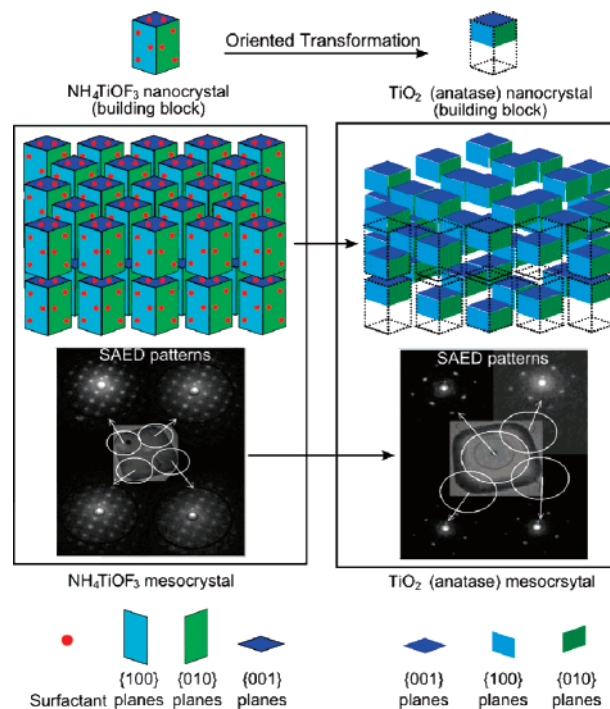 Oriented Transformation
NH₄TiOF₃ nanocrystal
(building block)
TiO₂ (anatase) nanocrystal
(building block)
SAED patterns
SAED patterns
NH₄TiOF₃ mesocrystal
TiO₂ (anatase) mesocrsytal
Surfactant
{100}
planes
{010}
planes
{001}
planes
{001}
planes
{100}
planes
{010}
planes